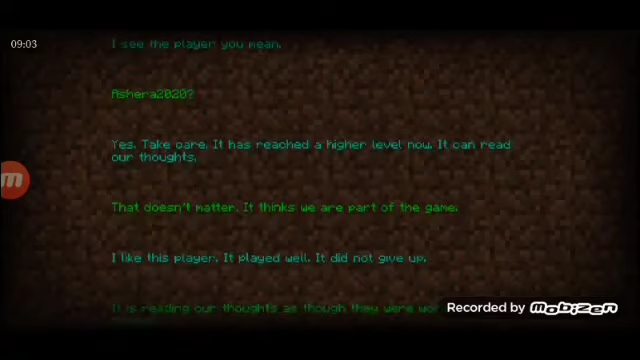 09:03
I see the player you mean.
Ashera2020?
Yes. Take care. It has reached a higher level now. It can read
our thoughts.
That doesn't matter. It thinks we are part of the game.
I like this player. It played well. It did not give up.
It is reading our thoughts as though they were wor
Recorded by mobizen